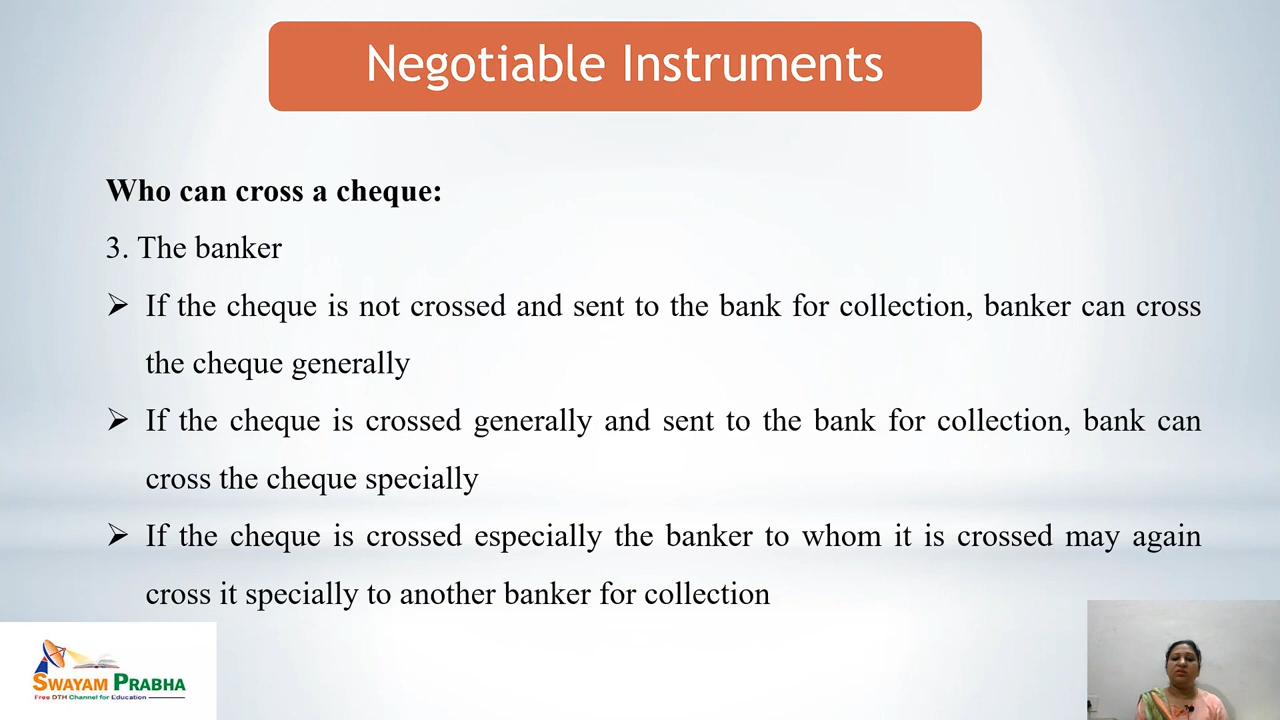 Negotiable Instruments
Who can cross a cheque:
3. The banker
➢ If the cheque is not crossed and sent to the bank for collection, banker can cross
the cheque generally
➢ If the cheque is crossed generally and sent to the bank for collection, bank can
cross the cheque specially
➢ If the cheque is crossed especially the banker to whom it is crossed may again
cross it specially to another banker for collection
SWAYAM PRABHA
Free DTH Channel for Education